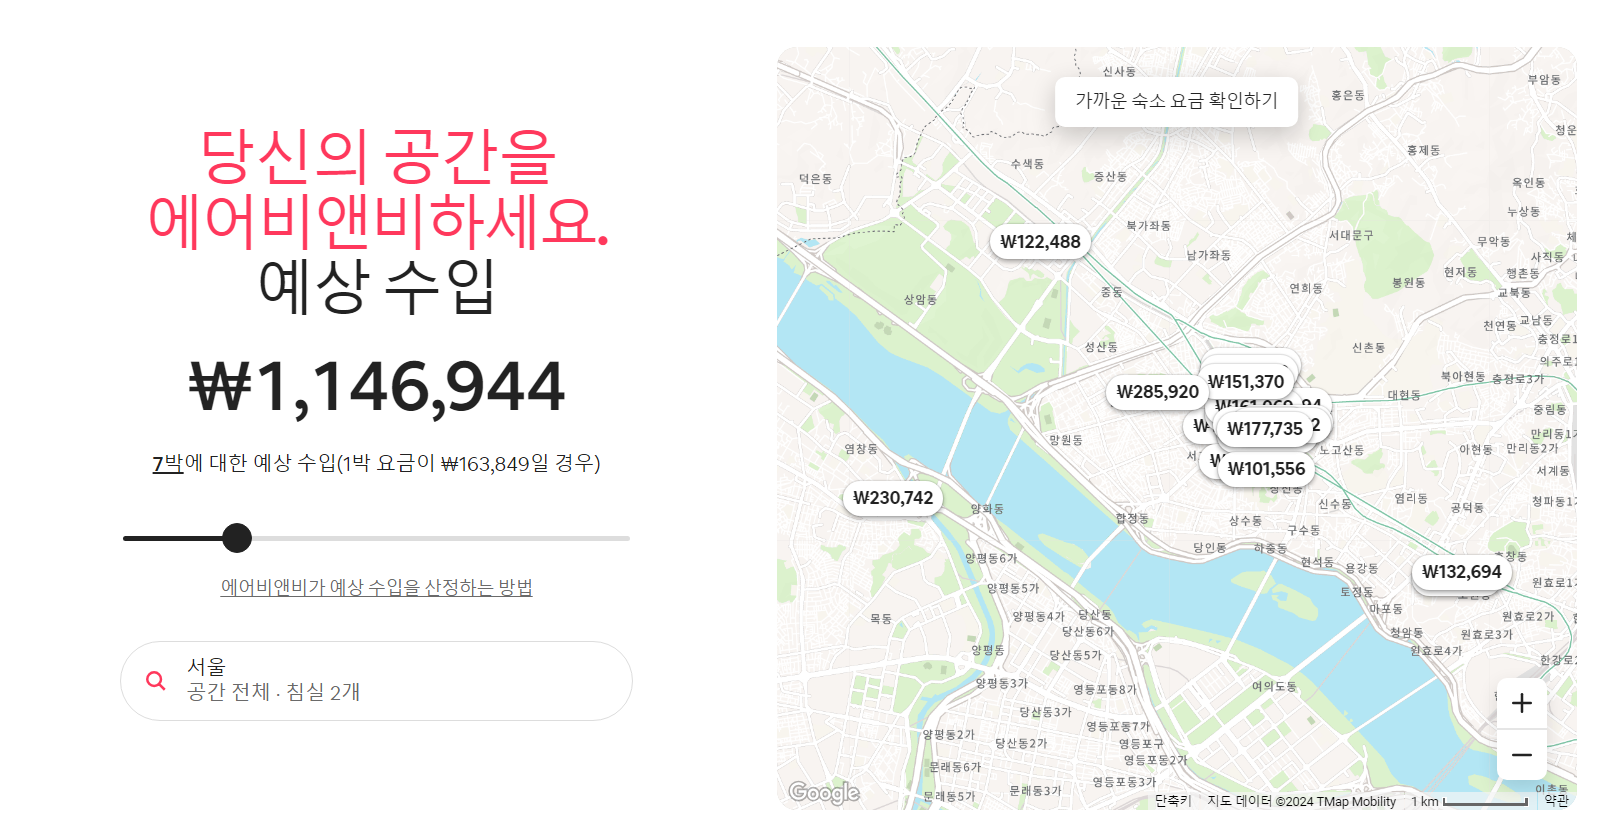 당신의 공간을
에어비앤비하세요.
예상 수입
₩1,146,944
7박에 대한 예상 수입(1박 요금이 ₩163,849일 경우)
에어비앤비가 예상 수입을 산정하는 방법
서울
공간 전체 · 침실 2개
신사동
부암동
가까운 숙소 요금 확인하기
홍은동
청운
홍제동
수색동
덕은동
증산동
옥인동
누상동
북가좌동
서대문구
무악동
체
₩122,488
남가좌동
사직동
현저동
행촌동
봉원동
연희동
중동
교북동
상암동
천연동
교남동
충정로1
성산동
신촌동
의주로1
북아현동
충정로3가
₩151,370
₩285,920
대현동
중림동
₩161,069
94
₩177,735
2
만리동1
망원동
염창동
노고산동
아현동
만리동2가
₩101,556
서계동
창전동
₩230,742
염리동
신수동
공덕동
청파동1
양화동
합정동
상수동
구수동
당인동
하중동
현석동
용강동
양평동6가
₩132,694
원효로1
양평동5가
토정동
마포동
목동
양평동4가
당산동
원효로2가
당산동6가
청암동
원효로3가
양평동
당산동5가
원효로4가
한강로2
양평동3가
영등포동8가
여의도동
당산동3가
영등포동7가
양평동2가
당산동2가
영등포구
영등포동2가
문래동6가
영등포동3가
문래동3가
문래동5가
이촌동
Google
단축키
지도 데이터 ©2024 TMap Mobility
1 km
약관